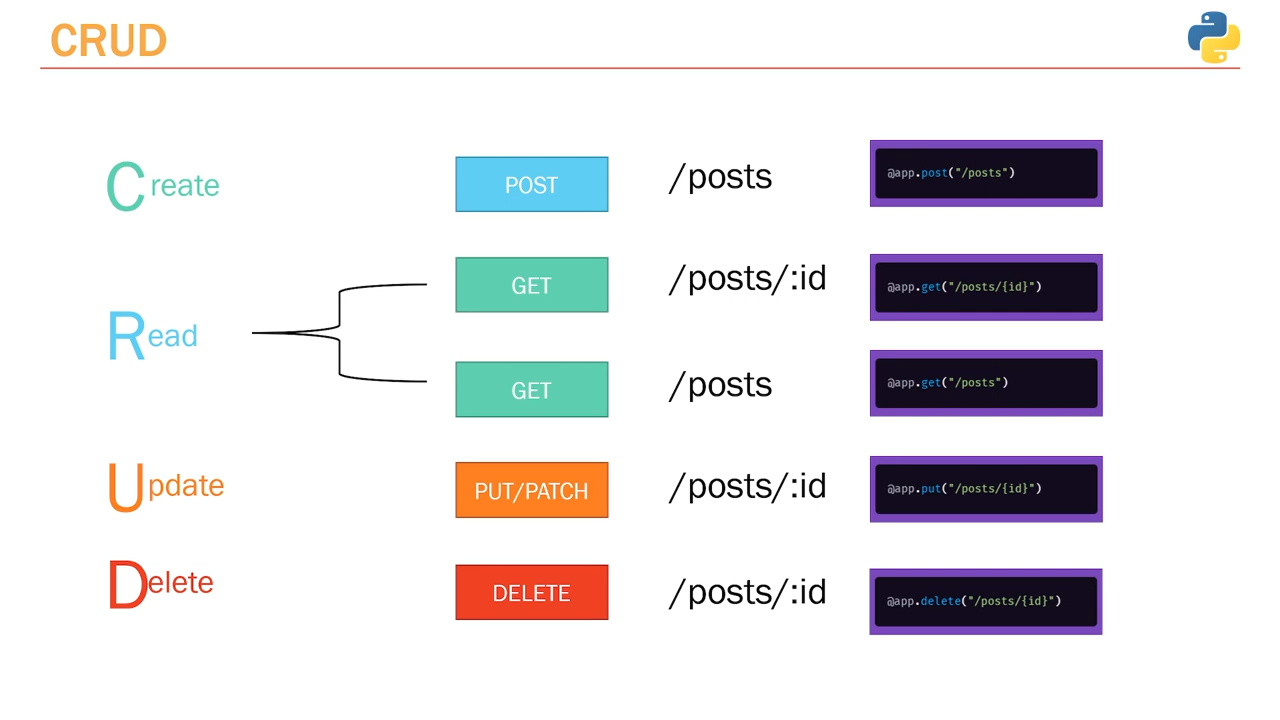 CRUD
Create POST /posts @app.post("/posts")
GET /posts/:id @app.get("/posts/{id}")
Read
GET /posts @app.get("/posts")
Update PUT/PATCH /posts/:id @app.put("/posts/{id}")
Delete DELETE /posts/:id @app.delete("/posts/{id}")